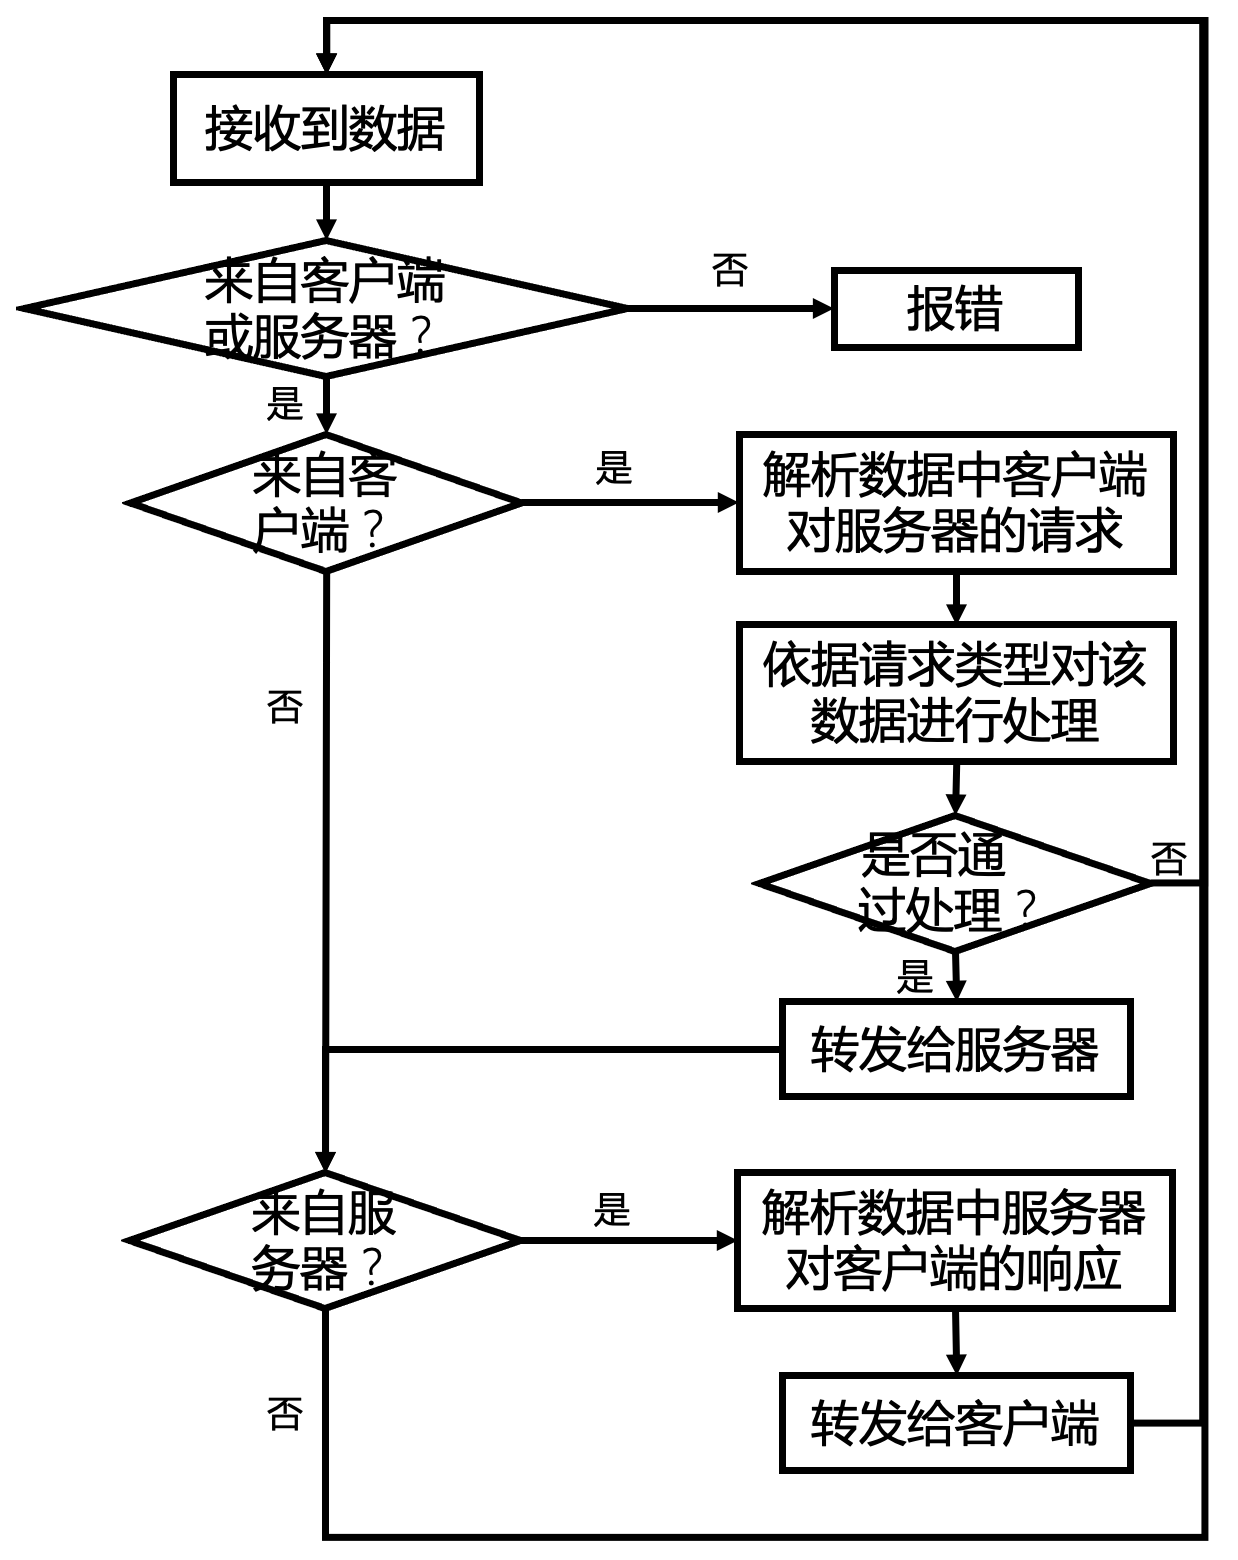 接收到数据
来自客户端
或服务器？
否
报错
是
来自客
户端？
是
解析数据中客户端
对服务器的请求
依据请求类型对该
数据进行处理
否
是否通
过处理？
否
是
转发给服务器
来自服
务器？
是
解析数据中服务器
对客户端的响应
否
转发给客户端